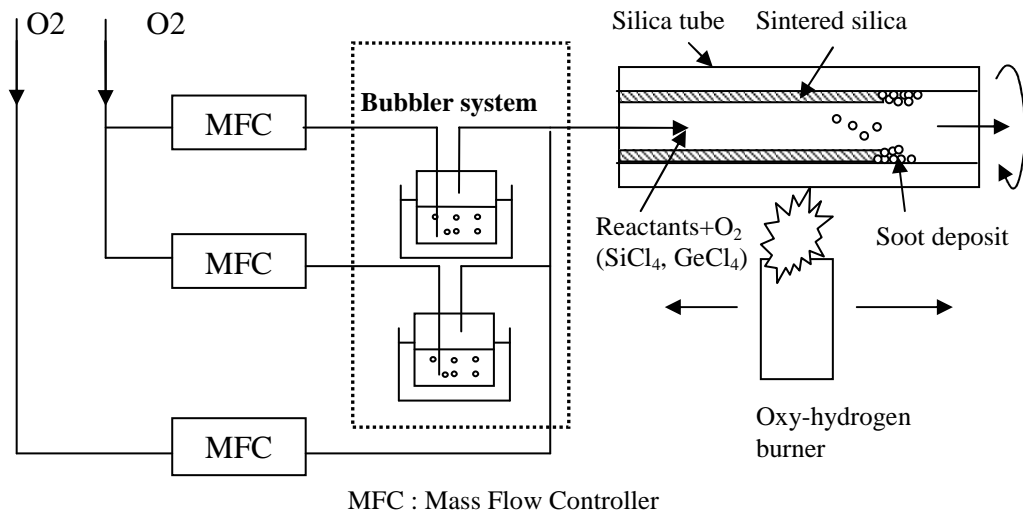 O2 O2
Silica tube Sintered silica
Bubbler system
MFC
Reactants+O₂
(SiCl₄, GeCl₄)
Soot deposit
MFC
Oxy-hydrogen
burner
MFC
MFC : Mass Flow Controller